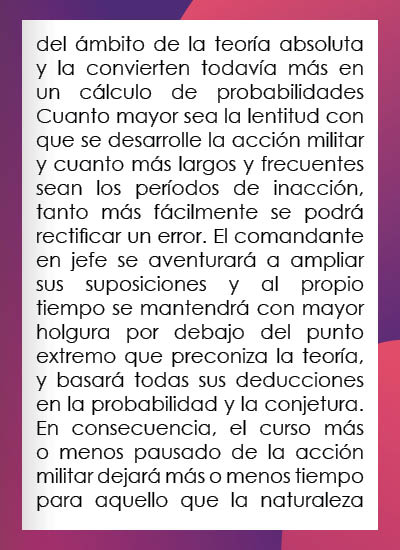 del ámbito de la teoría absoluta
y la convierten todavía más en
un cálculo de probabilidades
Cuanto mayor sea la lentitud con
que se desarrolle la acción militar
y cuanto más largos y frecuentes
sean los períodos de inacción,
tanto más fácilmente se podrá
rectificar un error. El comandante
en jefe se aventurará a ampliar
sus suposiciones y al propio
tiempo se mantendrá con mayor
holgura por debajo del punto
extremo que preconiza la teoría,
y basará todas sus deducciones
en la probabilidad y la conjetura.
En consecuencia, el curso más
o menos pausado de la acción
militar dejará más o menos tiempo
para aquello que la naturaleza